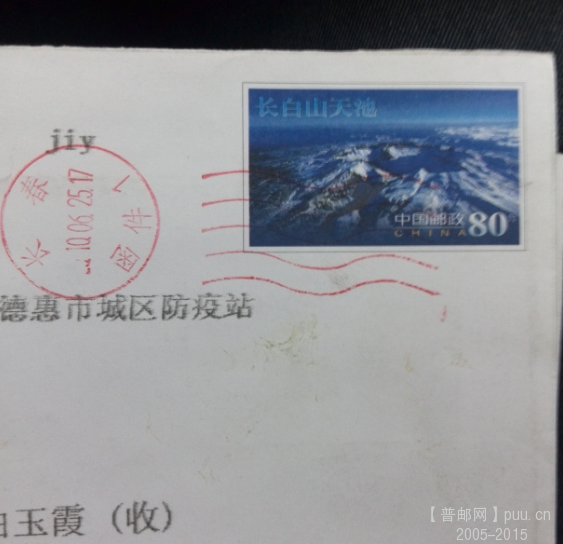 长白山天池
jiy
长春
10.06.25.17
函件
中国邮政 80
CHINA
德惠市城区防疫站
玉霞 (收)
【普邮网】puu.cn
2005-2015